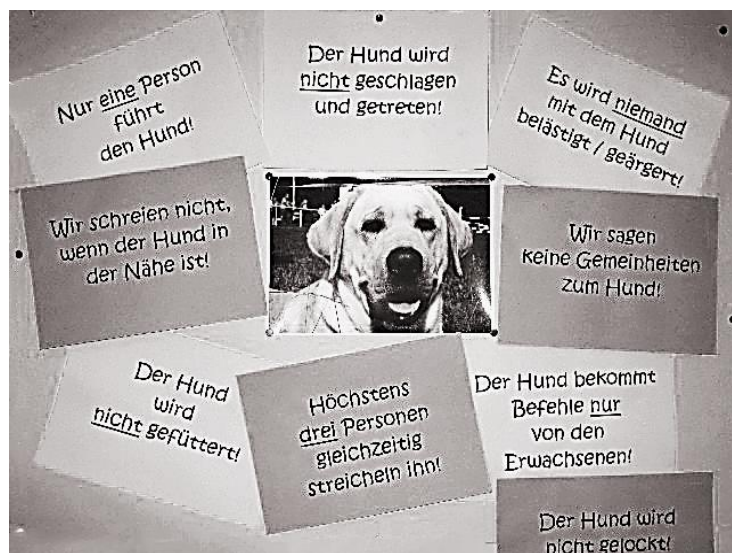 Nur eine Person
führt
den Hund!
Der Hund wird
nicht geschlagen
und getreten!
Es wird niemand
mit dem Hund
belästigt / geärgert!
Wir schreien nicht,
wenn der Hund in
der Nähe ist!
Wir sagen
keine Gemeinheiten
zum Hund!
Der Hund
wird
nicht gefüttert!
Höchstens
drei Personen
gleichzeitig
streicheln ihn!
Der Hund bekommt
Befehle nur
von den
Erwachsenen!
Der Hund wird
nicht gelockt!